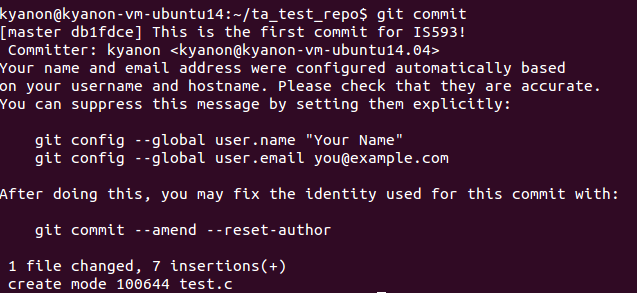 kyanon@kyanon-vm-ubuntu14:~/ta_test_repo$ git commit
[master db1fdce] This is the first commit for IS593!
Committer: kyanon <kyanon@kyanon-vm-ubuntu14.04>
Your name and email address were configured automatically based
on your username and hostname. Please check that they are accurate.
You can suppress this message by setting them explicitly:
git config --global user.name "Your Name"
git config --global user.email you@example.com
After doing this, you may fix the identity used for this commit with:
git commit --amend --reset-author
1 file changed, 7 insertions(+)
create mode 100644 test.c